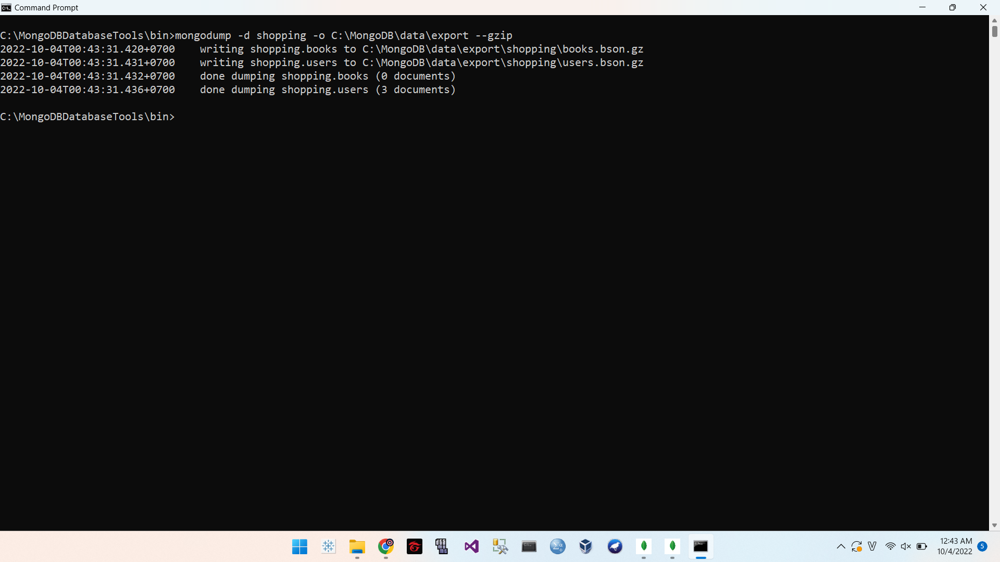 Command Prompt
C:\MongoDBDatabaseTools\bin>mongodump -d shopping -o C:\MongoDB\data\export --gzip
2022-10-04T00:43:31.420+0700    writing shopping.books to C:\MongoDB\data\export\shopping\books.bson.gz
2022-10-04T00:43:31.431+0700    writing shopping.users to C:\MongoDB\data\export\shopping\users.bson.gz
2022-10-04T00:43:31.432+0700    done dumping shopping.books (0 documents)
2022-10-04T00:43:31.436+0700    done dumping shopping.users (3 documents)
C:\MongoDBDatabaseTools\bin>
12:43 AM
10/4/2022
5